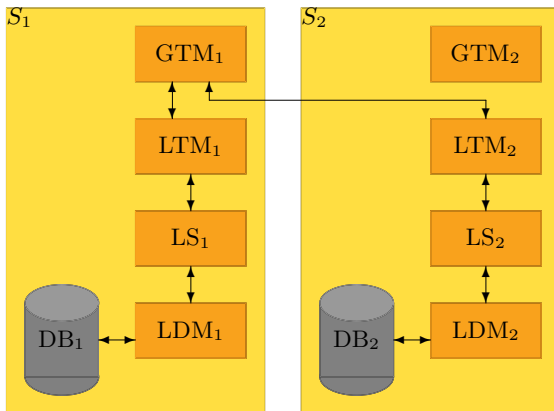 S₁
GTM₁
LTM₁
LS₁
LDM₁
DB₁
S₂
GTM₂
LTM₂
LS₂
LDM₂
DB₂